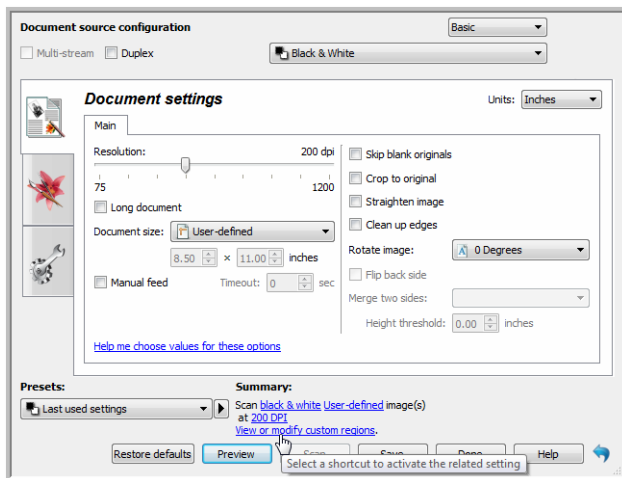 Document source configuration
Basic
Multi-stream
Duplex
Black & White
Document settings
Units:
Inches
Main
Resolution:
200 dpi
75
1200
Long document
Document size:
User-defined
8.50 × 11.00 inches
Manual feed
Timeout: 0 sec
Help me choose values for these options
Skip blank originals
Crop to original
Straighten image
Clean up edges
Rotate image:
0 Degrees
Flip back side
Merge two sides:
Height threshold: 0.00 inches
Presets:
Last used settings
Summary:
Scan black & white User-defined image(s)
at 200 DPI
View or modify custom regions.
Restore defaults
Preview
Help
Select a shortcut to activate the related setting